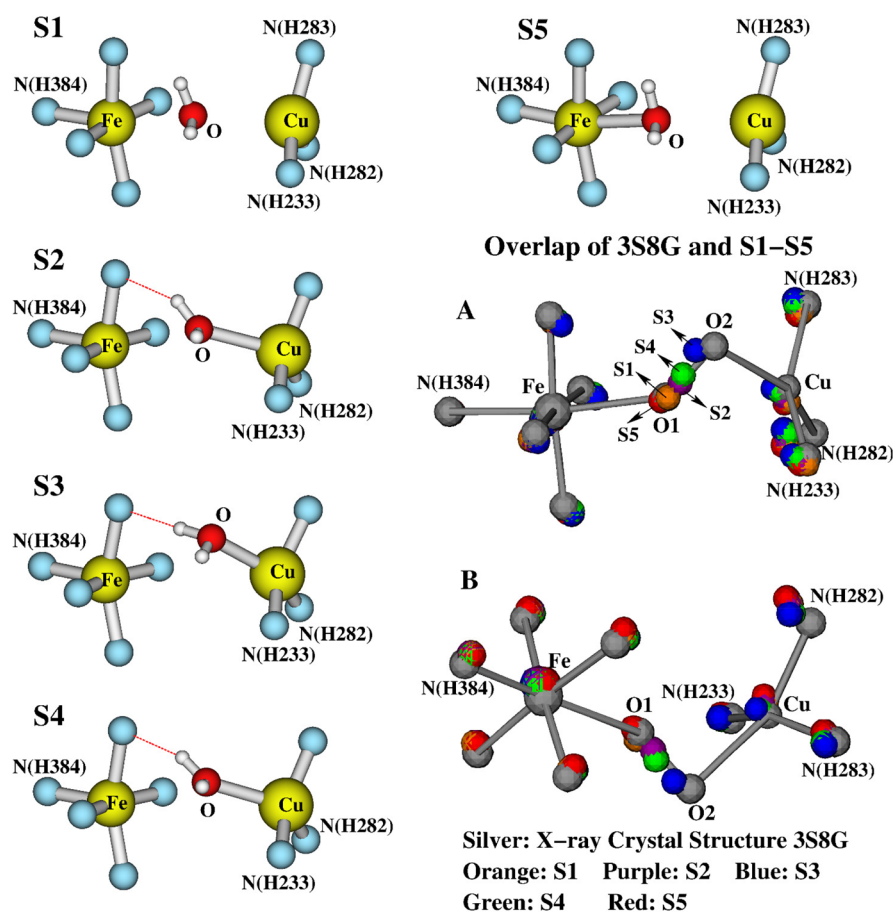 S1
N(H283)
N(H384)
Fe
O
Cu
N(H282)
N(H233)
S5
N(H283)
N(H384)
Fe
O
Cu
N(H282)
N(H233)
S2
N(H384)
Fe
O
Cu
N(H282)
N(H233)
S3
O
N(H384)
Fe
Cu
N(H282)
N(H233)
S4
N(H384)
Fe
O
Cu
N(H282)
N(H233)
Overlap of 3S8G and S1–S5
A
N(H283)
S3
O2
S4
S1
N(H384)
Fe
Cu
S5
O1
S2
N(H282)
N(H233)
B
N(H282)
Fe
N(H384)
O1
N(H233)
Cu
N(H283)
O2
Silver: X–ray Crystal Structure 3S8G
Orange: S1 Purple: S2 Blue: S3
Green: S4 Red: S5